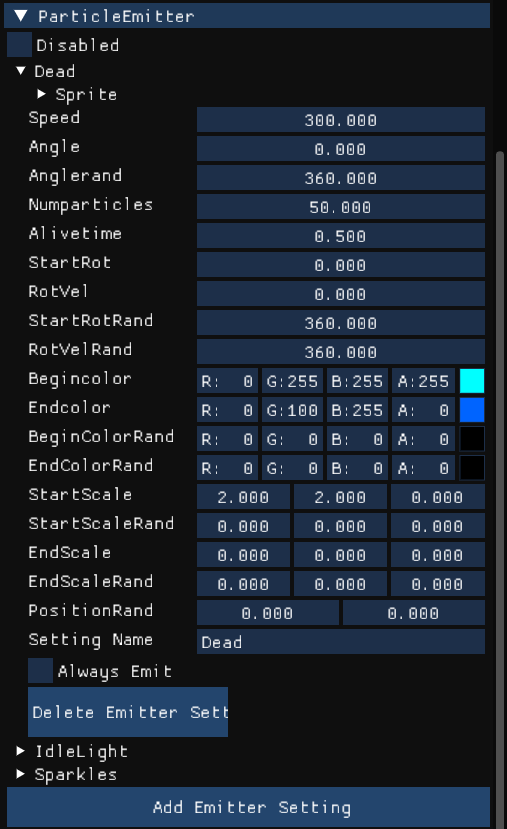 ParticleEmitter
Disabled
Dead
Sprite
Speed 300.000
Angle 0.000
Anglerand 360.000
Numparticles 50.000
Alivetime 0.500
StartRot 0.000
RotVel 0.000
StartRotRand 360.000
RotVelRand 360.000
Begincolor R: 0 G:255 B:255 A:255
Endcolor R: 0 G:100 B:255 A: 0
BeginColorRand R: 0 G: 0 B: 0 A: 0
EndColorRand R: 0 G: 0 B: 0 A: 0
StartScale 2.000 2.000 0.000
StartScaleRand 0.000 0.000 0.000
EndScale 0.000 0.000 0.000
EndScaleRand 0.000 0.000 0.000
PositionRand 0.000 0.000
Setting Name Dead
Always Emit
Delete Emitter Sett
IdleLight
Sparkles
Add Emitter Setting